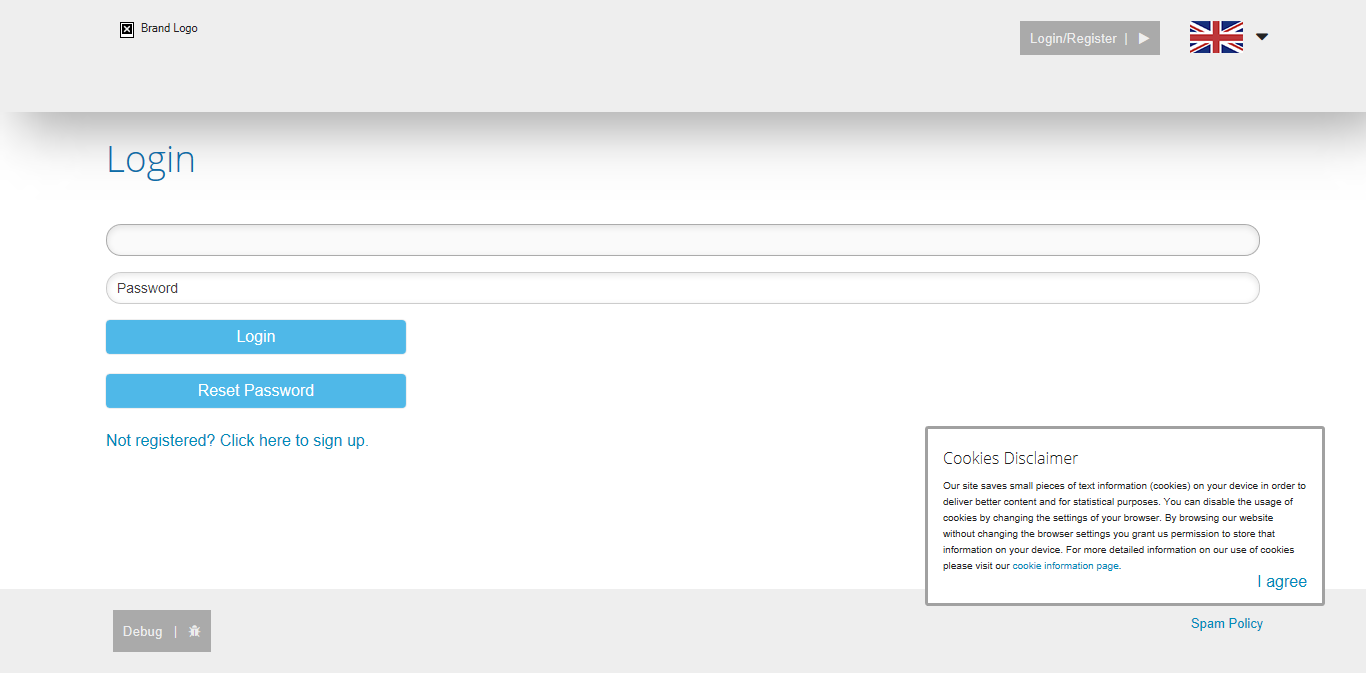 Brand Logo
Login/Register |
Login
Password
Login
Reset Password
Not registered? Click here to sign up.
Cookies Disclaimer
Our site saves small pieces of text information (cookies) on your device in order to
deliver better content and for statistical purposes. You can disable the usage of
cookies by changing the settings of your browser. By browsing our website
without changing the browser settings you grant us permission to store that
information on your device. For more detailed information on our use of cookies
please visit our cookie information page.
I agree
Debug |
Spam Policy